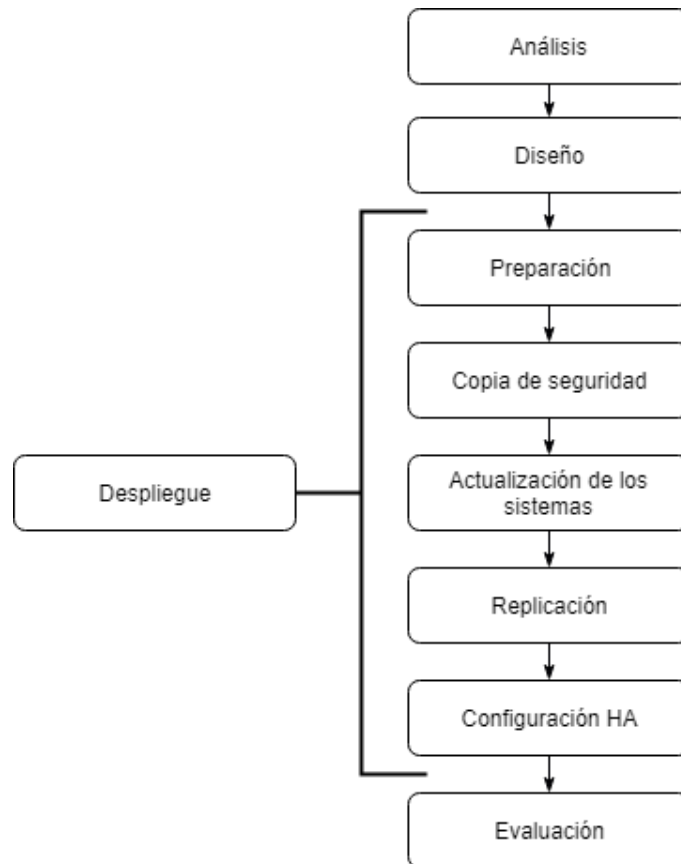 Análisis
Diseño
Preparación
Copia de seguridad
Despliegue
Actualización de los
sistemas
Replicación
Configuración HA
Evaluación